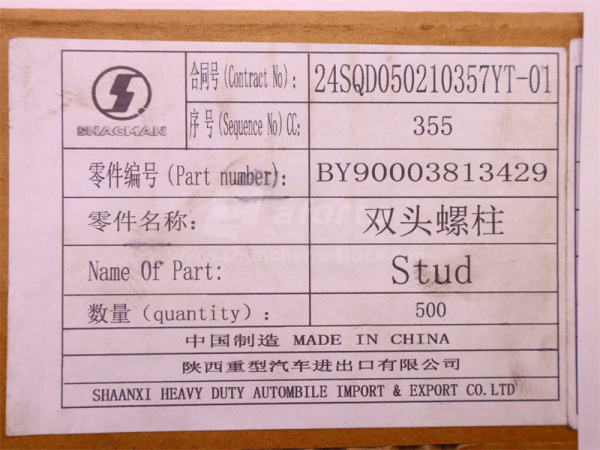 SHACMAN
合同号(Contract No): 24SQD050210357YT-01
序号(Sequence No)CC: 355
零件编号(Part number): BY90003813429
零件名称: 双头螺柱
Name Of Part: Stud
数量(quantity): 500
中国制造 MADE IN CHINA
陕西重型汽车进出口有限公司
SHAANXI HEAVY DUTY AUTOMBILE IMPORT & EXPORT CO.LTD